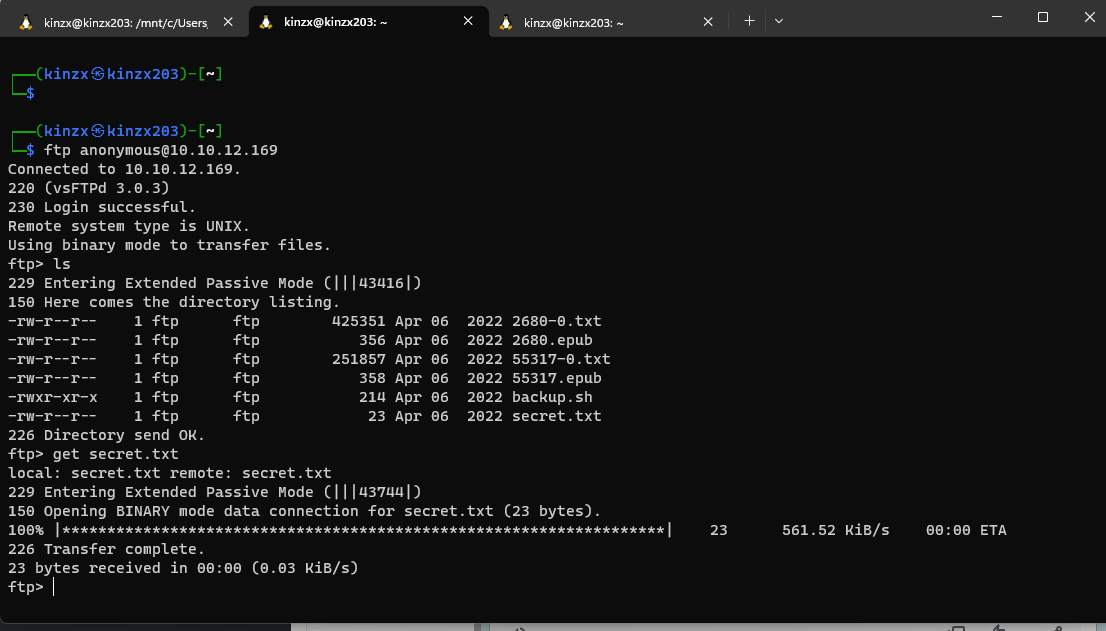 kinzx@kinzx203: /mnt/c/Users,
kinzx@kinzx203: ~
kinzx@kinzx203: ~
┌──(kinzx㉿kinzx203)-[~]
└─$
┌──(kinzx㉿kinzx203)-[~]
└─$ ftp anonymous@10.10.12.169
Connected to 10.10.12.169.
220 (vsFTPd 3.0.3)
230 Login successful.
Remote system type is UNIX.
Using binary mode to transfer files.
ftp> ls
229 Entering Extended Passive Mode (|||43416|)
150 Here comes the directory listing.
-rw-r--r--    1 ftp      ftp        425351 Apr 06  2022 2680-0.txt
-rw-r--r--    1 ftp      ftp           356 Apr 06  2022 2680.epub
-rw-r--r--    1 ftp      ftp        251857 Apr 06  2022 55317-0.txt
-rw-r--r--    1 ftp      ftp           358 Apr 06  2022 55317.epub
-rwxr-xr-x    1 ftp      ftp           214 Apr 06  2022 backup.sh
-rw-r--r--    1 ftp      ftp            23 Apr 06  2022 secret.txt
226 Directory send OK.
ftp> get secret.txt
local: secret.txt remote: secret.txt
229 Entering Extended Passive Mode (|||43744|)
150 Opening BINARY mode data connection for secret.txt (23 bytes).
100% |*******************************************************************|    23      561.52 KiB/s    00:00 ETA
226 Transfer complete.
23 bytes received in 00:00 (0.03 KiB/s)
ftp>